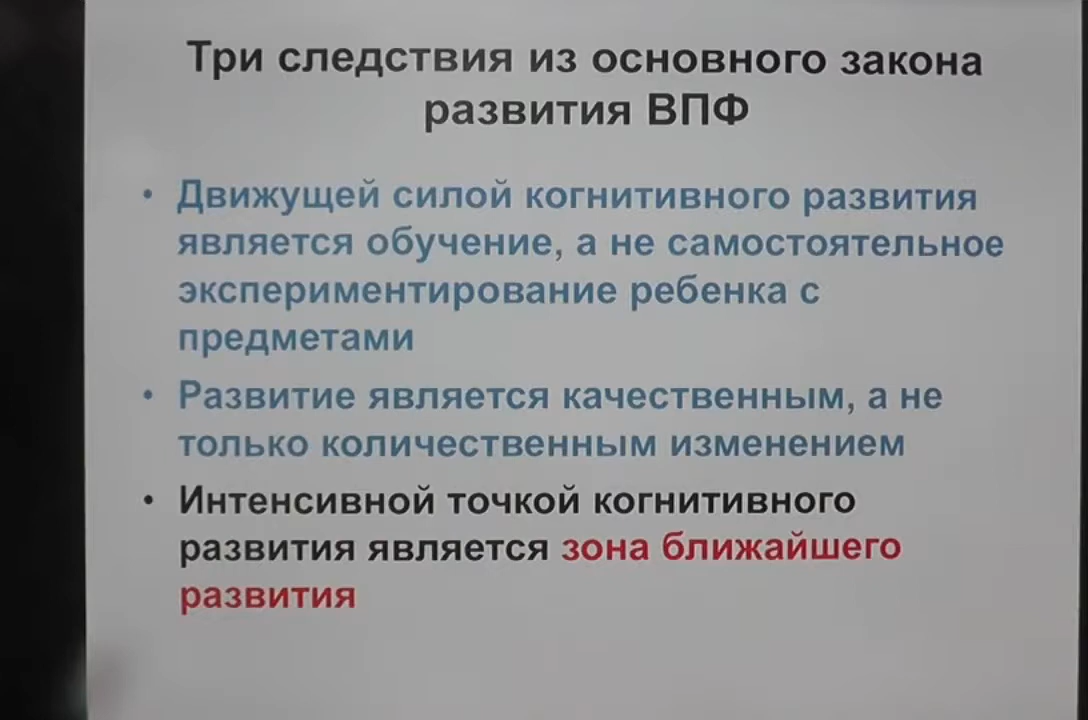 Три следствия из основного закона
развития ВПФ
• Движущей силой когнитивного развития
является обучение, а не самостоятельное
экспериментирование ребенка с
предметами
• Развитие является качественным, а не
только количественным изменением
• Интенсивной точкой когнитивного
развития является зона ближайшего
развития